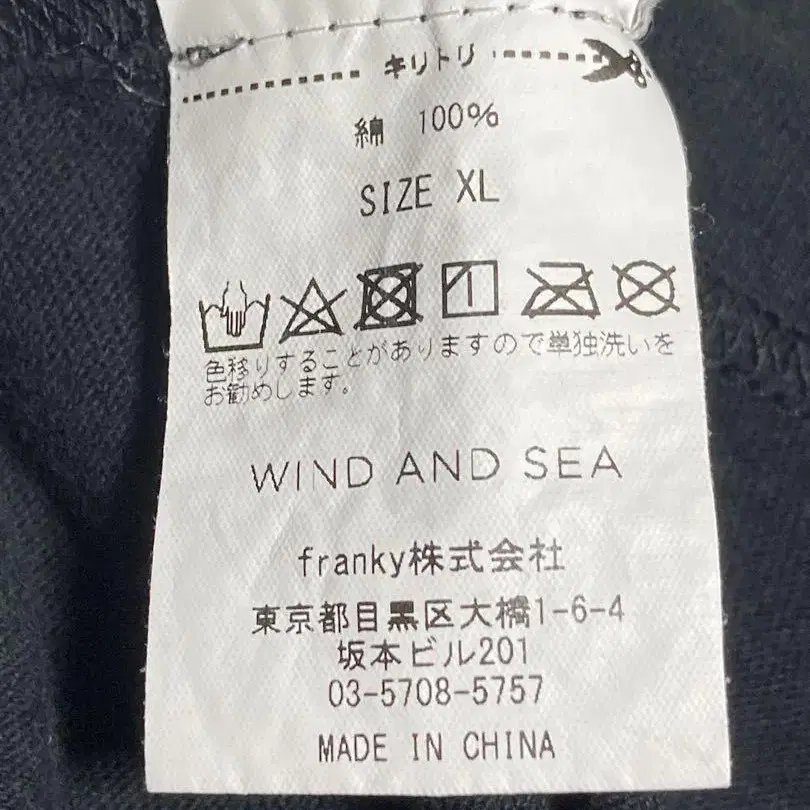 キリトリ
綿 100%
SIZE XL
色移りすることがありますので単独洗いを
お勧めします。
WIND AND SEA
franky株式会社
東京都目黒区大橋1-6-4
坂本ビル201
03-5708-5757
MADE IN CHINA